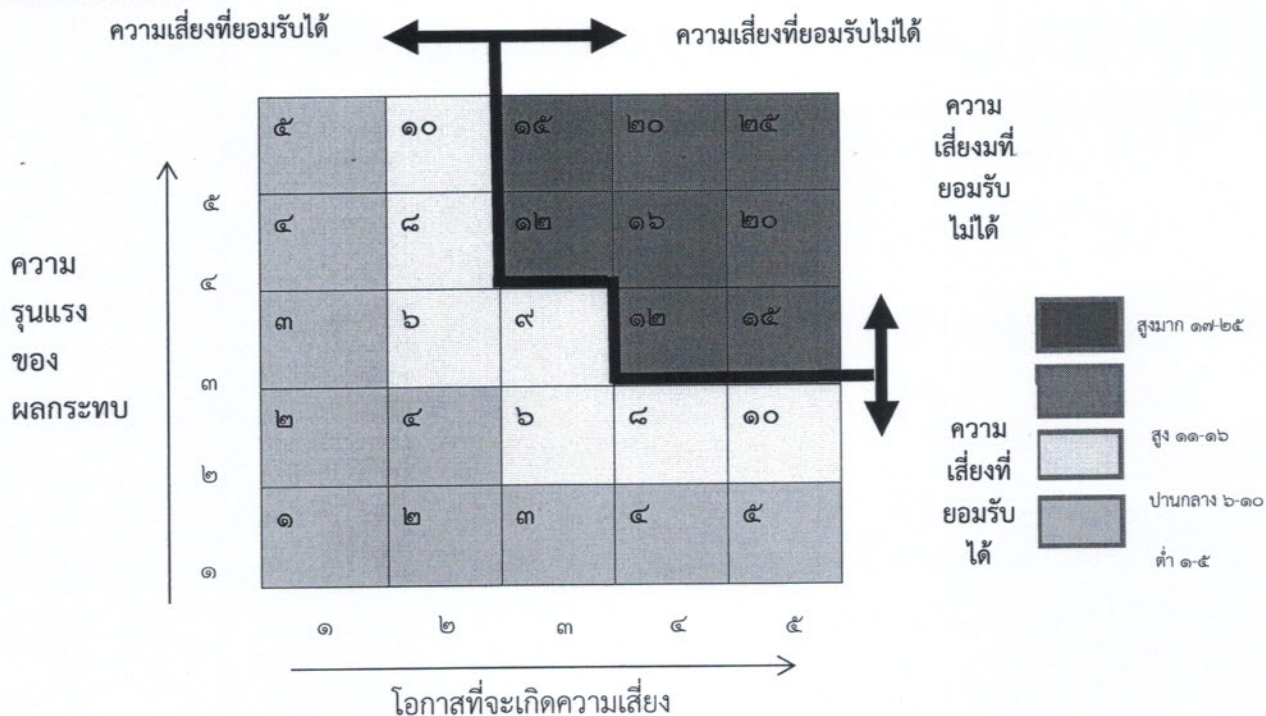 ความเสี่ยงที่ยอมรับได้
ความเสี่ยงที่ยอมรับไม่ได้
๕ ๑๐ ๑๕ ๒๐ ๒๕
๔ ๘ ๑๒ ๑๖ ๒๐
๓ ๖ ๙ ๑๒ ๑๕
๒ ๔ ๖ ๘ ๑๐
๑ ๒ ๓ ๔ ๕
ความ
รุนแรง
ของ
ผลกระทบ
๕
๔
๓
๒
๑
๑ ๒ ๓ ๔ ๕
โอกาสที่จะเกิดความเสี่ยง
ความ
เสี่ยงมที่
ยอมรับ
ไม่ได้
ความ
เสี่ยงที่
ยอมรับ
ได้
สูงมาก ๑๗-๒๕
สูง ๑๑-๑๖
ปานกลาง ๖-๑๐
ต่ำ ๑-๕